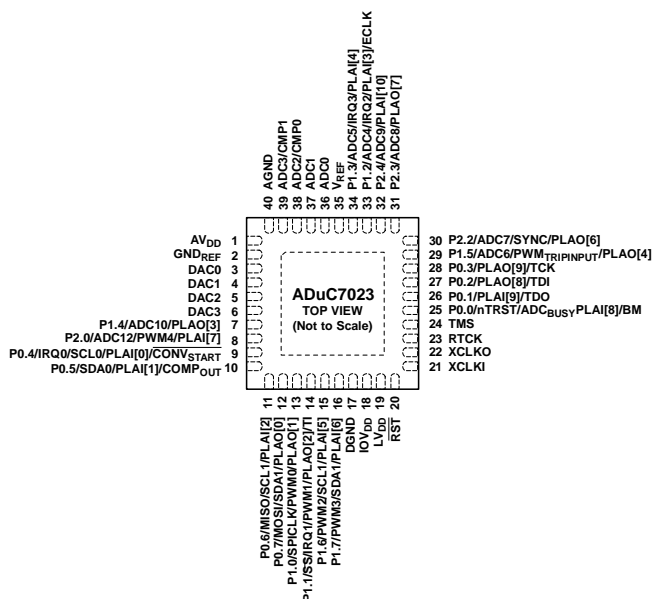 40 AGND
39 ADC3/CMP1
38 ADC2/CMP0
37 ADC1
36 ADC0
35 VREF
34 P1.3/ADC5/IRQ3/PLAI[4]
33 P1.2/ADC4/IRQ2/PLAI[3]/ECLK
32 P2.4/ADC9/PLAI[10]
31 P2.3/ADC8/PLAO[7]
AVDD 1
GNDREF 2
DAC0 3
DAC1 4
DAC2 5
DAC3 6
P1.4/ADC10/PLAO[3] 7
P2.0/ADC12/PWM4/PLAI[7] 8
P0.4/IRQ0/SCL0/PLAI[0]/CONVSTART 9
P0.5/SDA0/PLAI[1]/COMPOUT 10
ADuC7023
TOP VIEW
(Not to Scale)
30 P2.2/ADC7/SYNC/PLAO[6]
29 P1.5/ADC6/PWMTRIPINPUT/PLAO[4]
28 P0.3/PLAO[9]/TCK
27 P0.2/PLAO[8]/TDI
26 P0.1/PLAI[9]/TDO
25 P0.0/nTRST/ADCBUSYPLAI[8]/BM
24 TMS
23 RTCK
22 XCLKO
21 XCLKI
P0.6/MISO/SCL1/PLAI[2] 11
P0.7/MOSI/SDA1/PLAO[0] 12
P1.0/SPICLK/PWM0/PLAO[1] 13
P1.1/SS/IRQ1/PWM1/PLAO[2]/TI 14
P1.6/PWM2/SCL1/PLAI[5] 15
P1.7/PWM3/SDA1/PLAI[6] 16
DGND 17
IOVDD 18
LVDD 19
RST 20